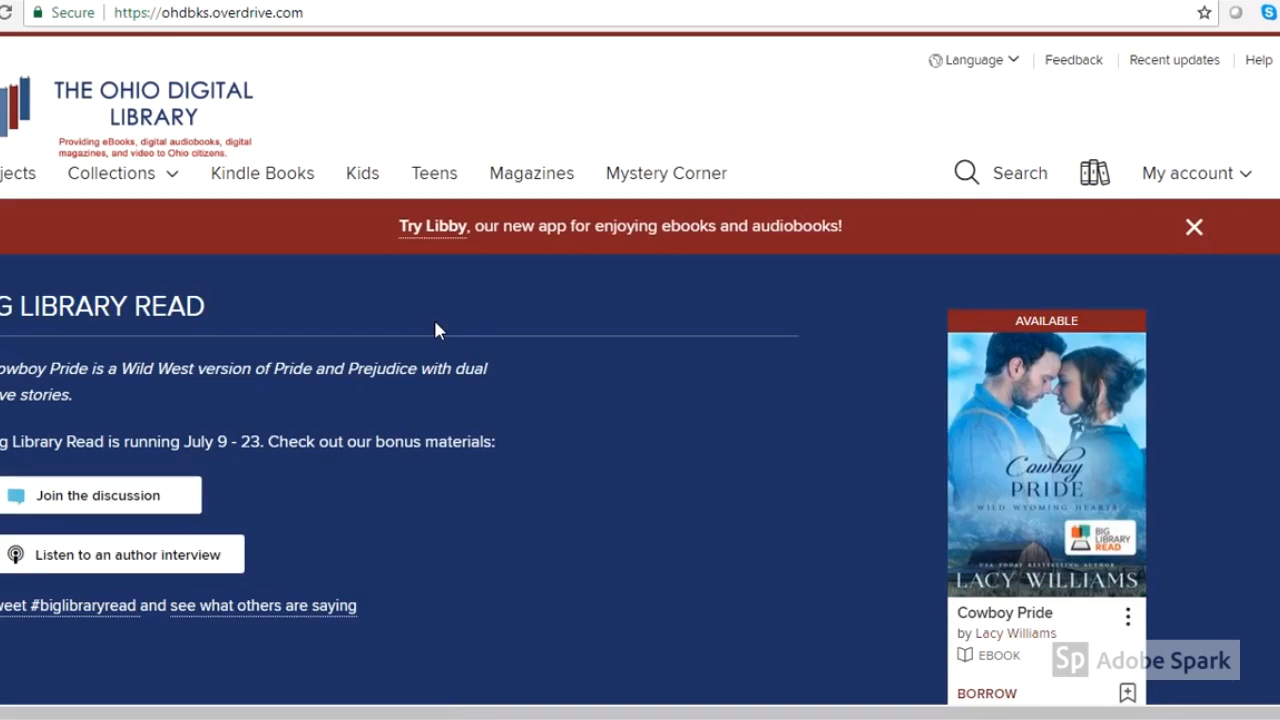 Secure https://ohdbks.overdrive.com
Language Feedback Recent updates Help
THE OHIO DIGITAL
LIBRARY
Providing eBooks, digital audiobooks, digital
magazines, and video to Ohio citizens.
jects Collections Kindle Books Kids Teens Magazines Mystery Corner Search My account
Try Libby, our new app for enjoying ebooks and audiobooks!
G LIBRARY READ
owboy Pride is a Wild West version of Pride and Prejudice with dual
ve stories.
g Library Read is running July 9 - 23. Check out our bonus materials:
Join the discussion
Listen to an author interview
weet #biglibraryread and see what others are saying
AVAILABLE
Cowboy
PRIDE
WILD WYOMING HEARTS
BIG
LIBRARY
READ
USA TODAY BESTSELLING AUTHOR
LACY WILLIAMS
Cowboy Pride
by Lacy Williams
EBOOK
Sp Adobe Spark
BORROW